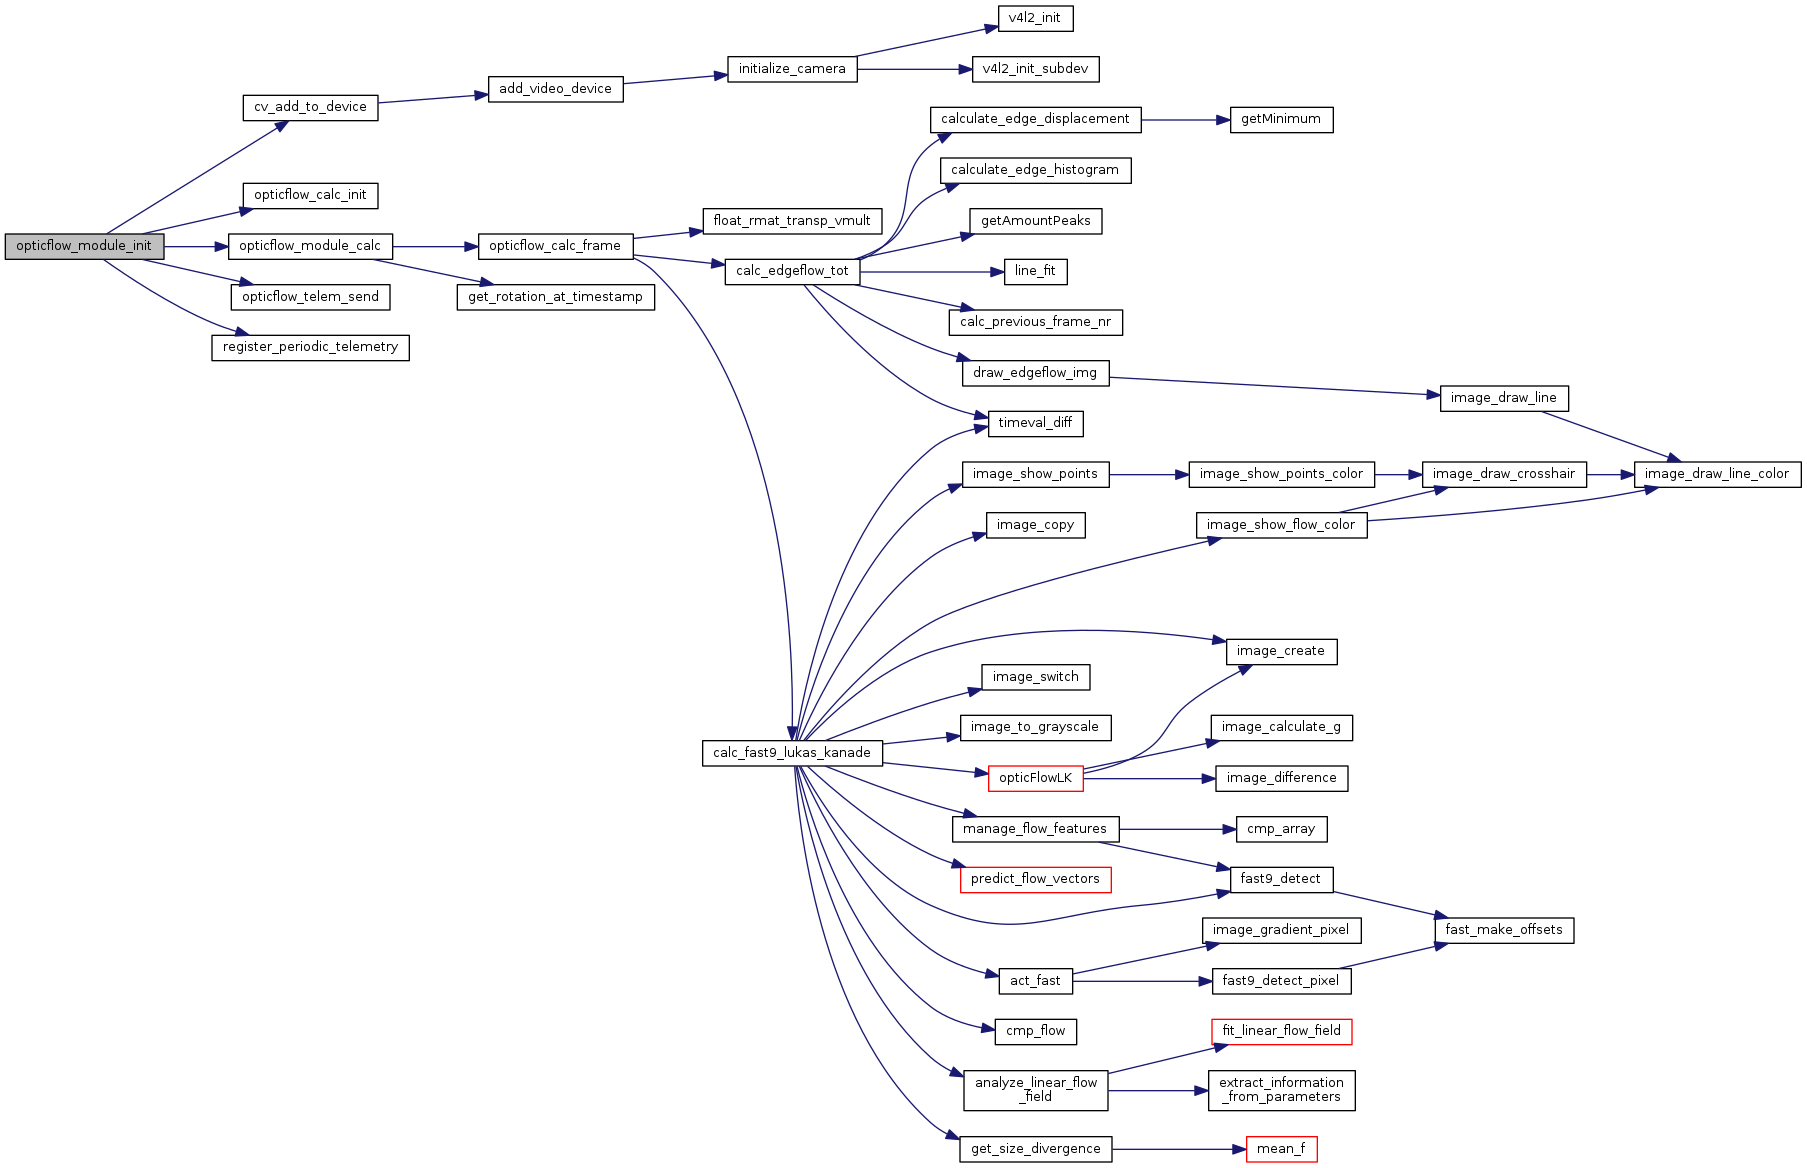 v4l2_init
initialize_camera
v4l2_init_subdev
add_video_device
cv_add_to_device
calculate_edge_displacement
getMinimum
calculate_edge_histogram
opticflow_calc_init
float_rmat_transp_vmult
getAmountPeaks
opticflow_module_init
opticflow_module_calc
opticflow_calc_frame
calc_edgeflow_tot
line_fit
opticflow_telem_send
get_rotation_at_timestamp
calc_previous_frame_nr
register_periodic_telemetry
draw_edgeflow_img
image_draw_line
timeval_diff
image_show_points
image_show_points_color
image_draw_crosshair
image_draw_line_color
image_copy
image_show_flow_color
image_create
image_switch
image_to_grayscale
image_calculate_g
calc_fast9_lukas_kanade
opticFlowLK
image_difference
manage_flow_features
cmp_array
predict_flow_vectors
fast9_detect
image_gradient_pixel
fast_make_offsets
act_fast
fast9_detect_pixel
cmp_flow
fit_linear_flow_field
analyze_linear_flow
_field
extract_information
_from_parameters
get_size_divergence
mean_f